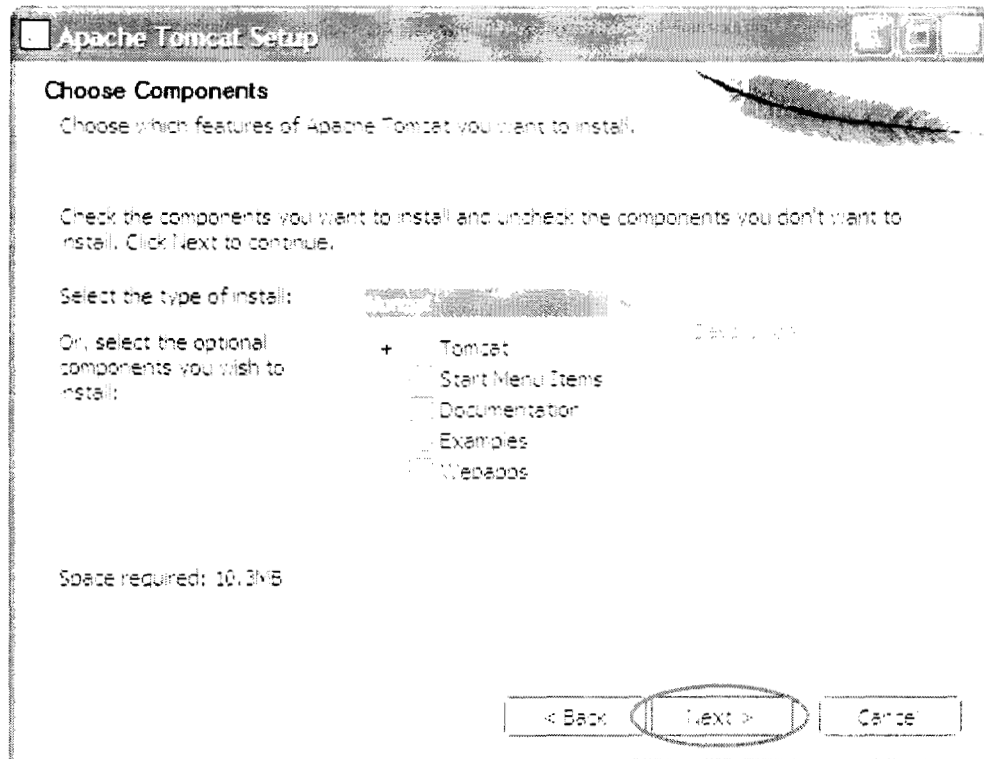 Apache Tomcat Setup
Choose Components
Choose which features of Apache Tomcat you want to install.
Check the components you want to install and uncheck the components you don't want to
install. Click Next to continue.
Select the type of install:
Or, select the optional
components you wish to
install:
+ Tomcat
Start Menu Items
Documentation
Examples
Webapps
Description
Space required: 10.3MB
< Back
Next >
Cancel